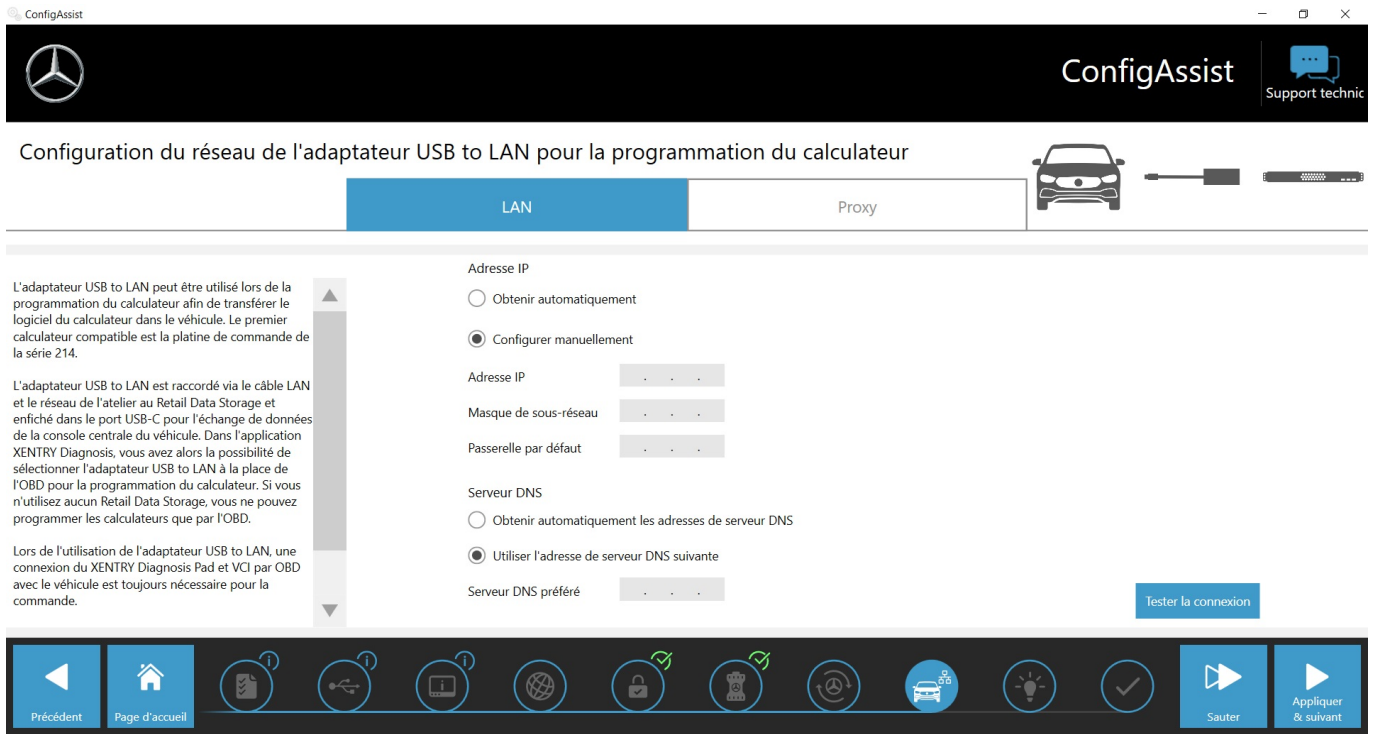 ConfigAssist
ConfigAssist
Support technic
Configuration du réseau de l'adaptateur USB to LAN pour la programmation du calculateur
LAN
Proxy
L'adaptateur USB to LAN peut être utilisé lors de la
programmation du calculateur afin de transférer le
logiciel du calculateur dans le véhicule. Le premier
calculateur compatible est la platine de commande de
la série 214.
L'adaptateur USB to LAN est raccordé via le câble LAN
et le réseau de l'atelier au Retail Data Storage et
enfiché dans le port USB-C pour l'échange de données
de la console centrale du véhicule. Dans l'application
XENTRY Diagnosis, vous avez alors la possibilité de
sélectionner l'adaptateur USB to LAN à la place de
l'OBD pour la programmation du calculateur. Si vous
n'utilisez aucun Retail Data Storage, vous ne pouvez
programmer les calculateurs que par l'OBD.
Lors de l'utilisation de l'adaptateur USB to LAN, une
connexion du XENTRY Diagnosis Pad et VCI par OBD
avec le véhicule est toujours nécessaire pour la
commande.
Adresse IP
Obtenir automatiquement
Configurer manuellement
Adresse IP . . .
Masque de sous-réseau . . .
Passerelle par défaut . . .
Serveur DNS
Obtenir automatiquement les adresses de serveur DNS
Utiliser l'adresse de serveur DNS suivante
Serveur DNS préféré . . .
Tester la connexion
Précédent
Page d'accueil
Sauter
Appliquer
& suivant